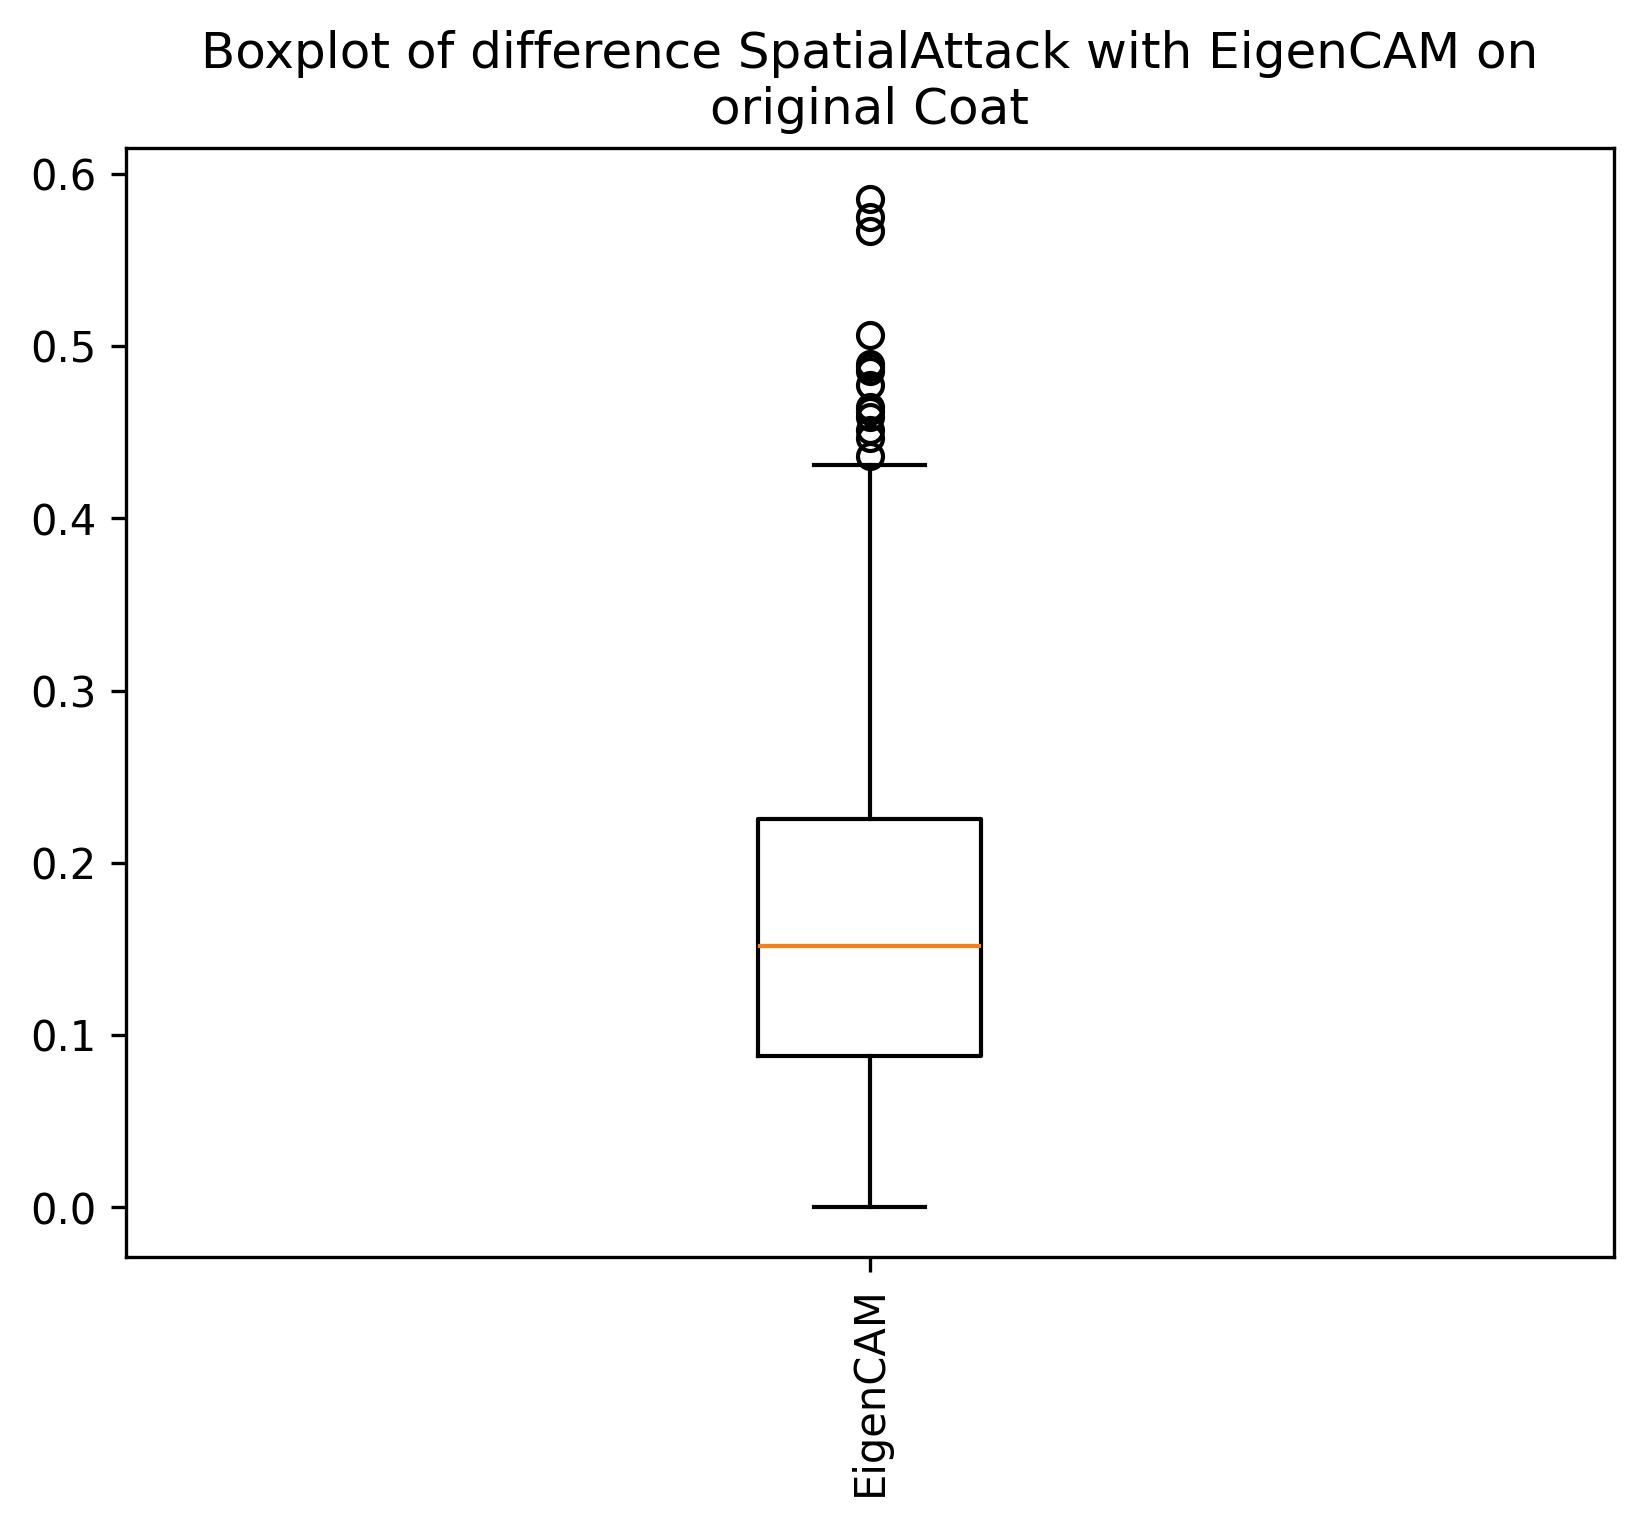 Boxplot of difference SpatialAttack with EigenCAM on
original Coat
0.6
0.5
0.4
0.3
0.2
0.1
0.0
EigenCAM